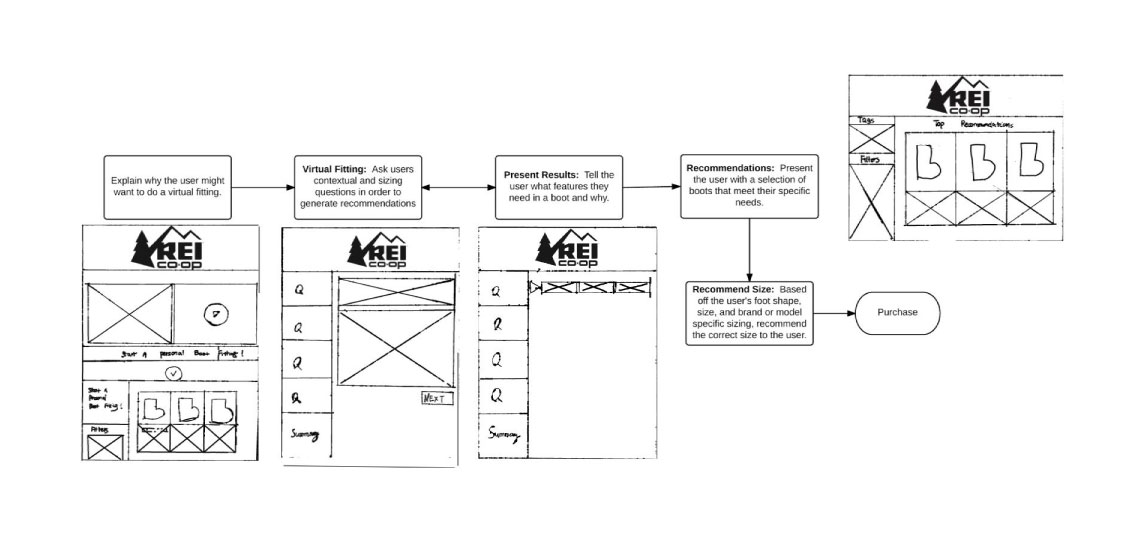 Explain why the user might
want to do a virtual fitting.
Virtual Fitting: Ask users
contextual and sizing
questions in order to
generate recommendations
Present Results: Tell the
user what features they
need in a boot and why.
Recommendations: Present
the user with a selection of
boots that meet their specific
needs.
Recommend Size: Based
off the user's foot shape,
size, and brand or model
specific sizing, recommend
the correct size to the user.
Purchase
REI
co·op
Start A personal Boot Fitting!
Start A
Personal
Boot Fitting!
Filters
REI
co·op
Q
Q
Q
Q
Summary
NEXT
REI
co·op
Q
Q
Q
Q
Summary
REI
co·op
Tags
Top Recommendations
Filters